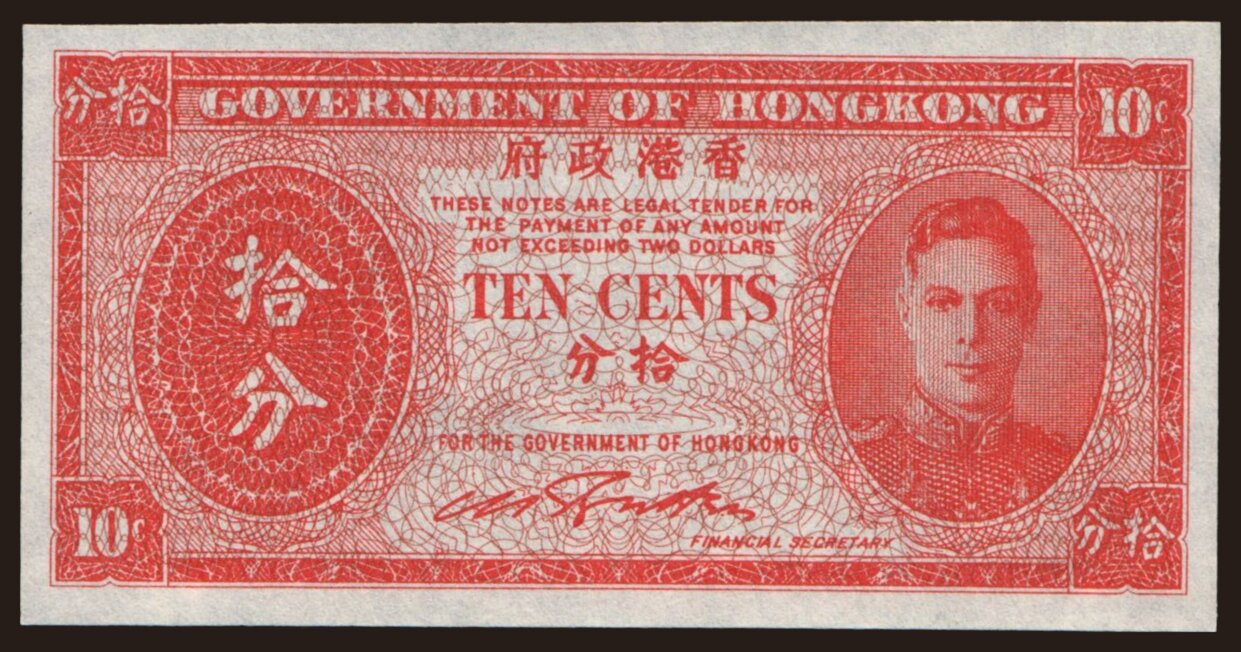 分拾
GOVERNMENT OF HONGKONG
10c
府政港香
THESE NOTES ARE LEGAL TENDER FOR
THE PAYMENT OF ANY AMOUNT
NOT EXCEEDING TWO DOLLARS
TEN CENTS
分拾
拾
分
FOR THE GOVERNMENT OF HONGKONG
FINANCIAL SECRETARY
10c
分拾